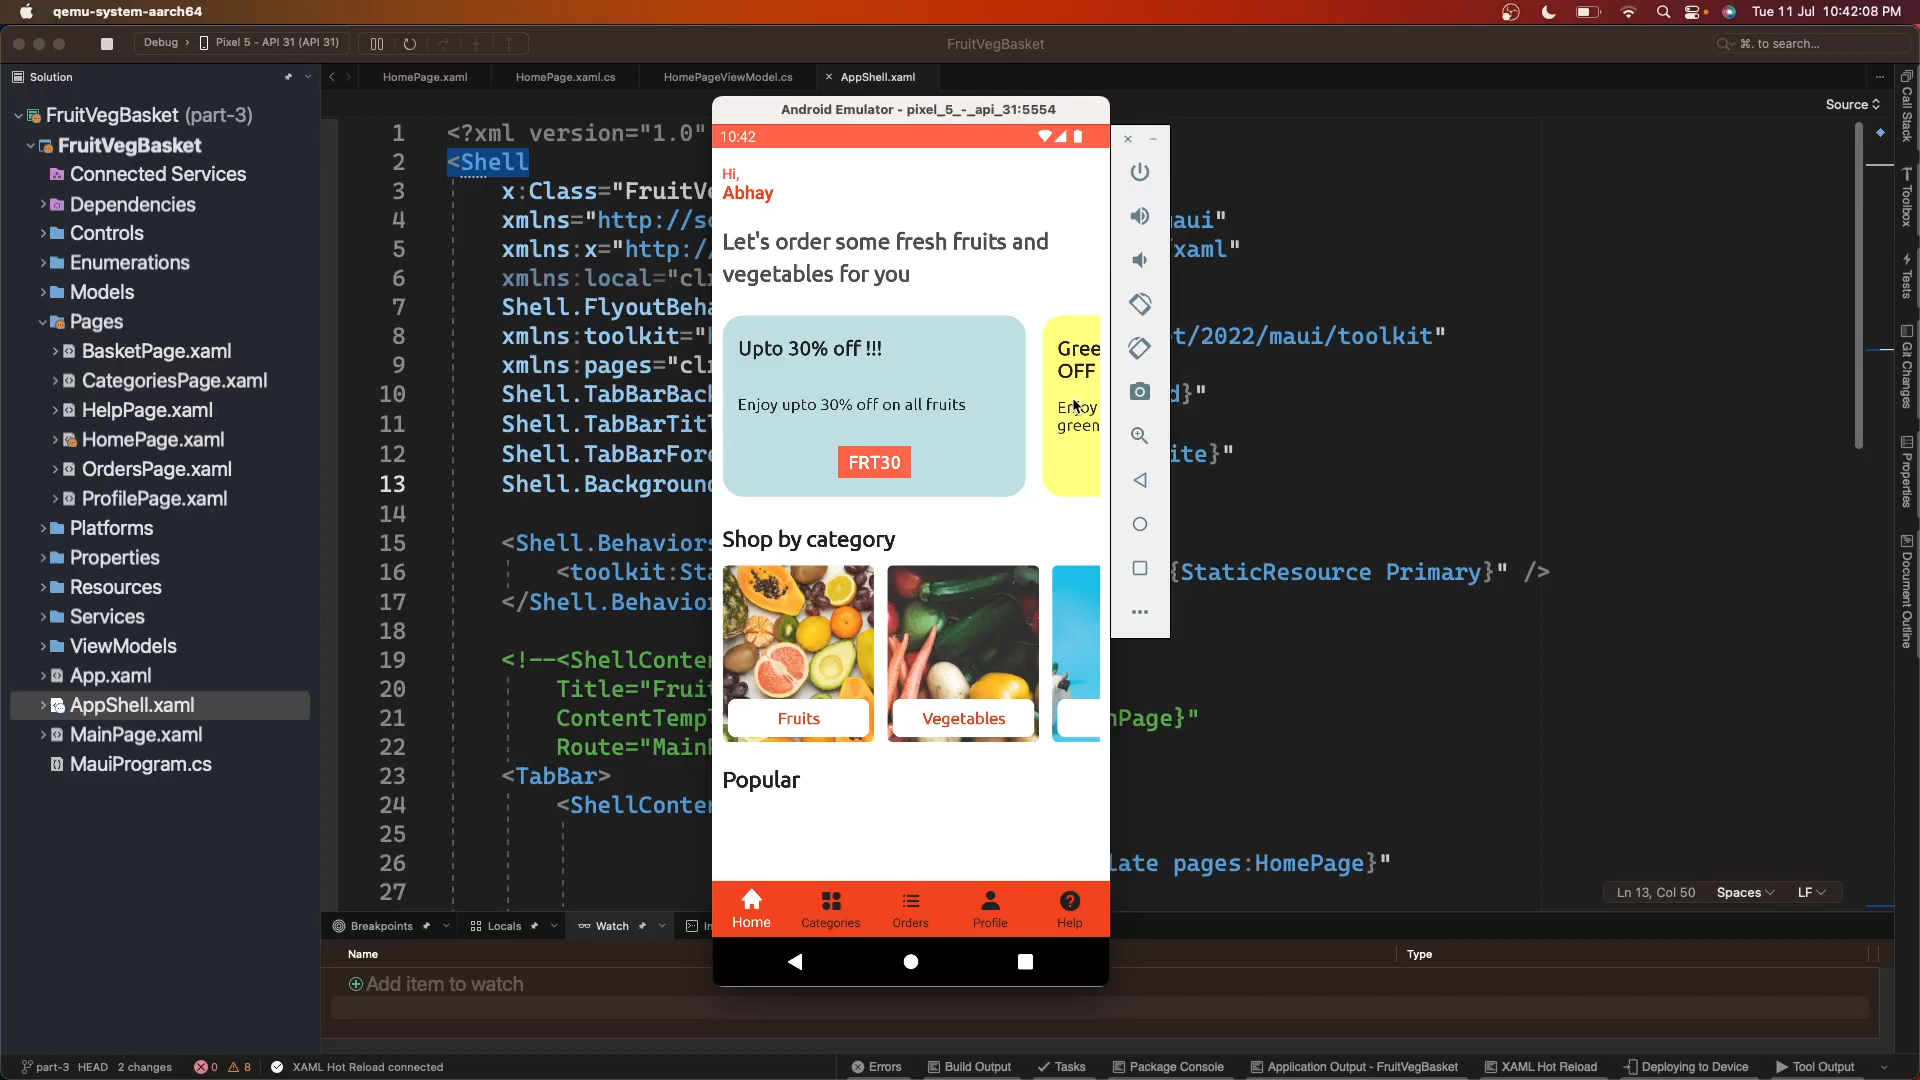 qemu-system-aarch64
Tue 11 Jul 10:42:08 PM
Debug > Pixel 5 - API 31 (API 31)
FruitVegBasket
⌘. to search...
Solution
HomePage.xaml
HomePage.xaml.cs
HomePageViewModel.cs
AppShell.xaml
Source
FruitVegBasket (part-3)
FruitVegBasket
Connected Services
Dependencies
Controls
Enumerations
Models
Pages
BasketPage.xaml
CategoriesPage.xaml
HelpPage.xaml
HomePage.xaml
OrdersPage.xaml
ProfilePage.xaml
Platforms
Properties
Resources
Services
ViewModels
App.xaml
AppShell.xaml
MainPage.xaml
MauiProgram.cs
1 <?xml version="1.0"
2 <Shell
3 x:Class="FruitV
4 xmlns="http://s aui"
5 xmlns:x="http:/ xaml"
6 xmlns:local="cl
7 Shell.FlyoutBeh
8 xmlns:toolkit=" t/2022/maui/toolkit"
9 xmlns:pages="cl
10 Shell.TabBarBac d}"
11 Shell.TabBarTit
12 Shell.TabBarFor ite}"
13 Shell.Backgroun
14
15 <Shell.Behavior
16 <toolkit:St {StaticResource Primary}" />
17 </Shell.Behavio
18
19 <!--<ShellConte
20 Title="Frui
21 ContentTemp nPage}"
22 Route="Main
23 <TabBar>
24 <ShellConte
25
26 late pages:HomePage}"
27
Android Emulator - pixel_5_-_api_31:5554
10:42
Hi,
Abhay
Let's order some fresh fruits and
vegetables for you
Upto 30% off !!!
Enjoy upto 30% off on all fruits
FRT30
Gree
OFF
Enjoy
green
Shop by category
Fruits
Vegetables
Popular
Home
Categories
Orders
Profile
Help
Call Stack
Toolbox
Tests
Git Changes
Properties
Document Outline
Ln 13, Col 50
Spaces
LF
Breakpoints
Locals
Watch
Name
Type
Add item to watch
part-3 HEAD 2 changes
0
8
XAML Hot Reload connected
Errors
Build Output
Tasks
Package Console
Application Output - FruitVegBasket
XAML Hot Reload
Deploying to Device
Tool Output